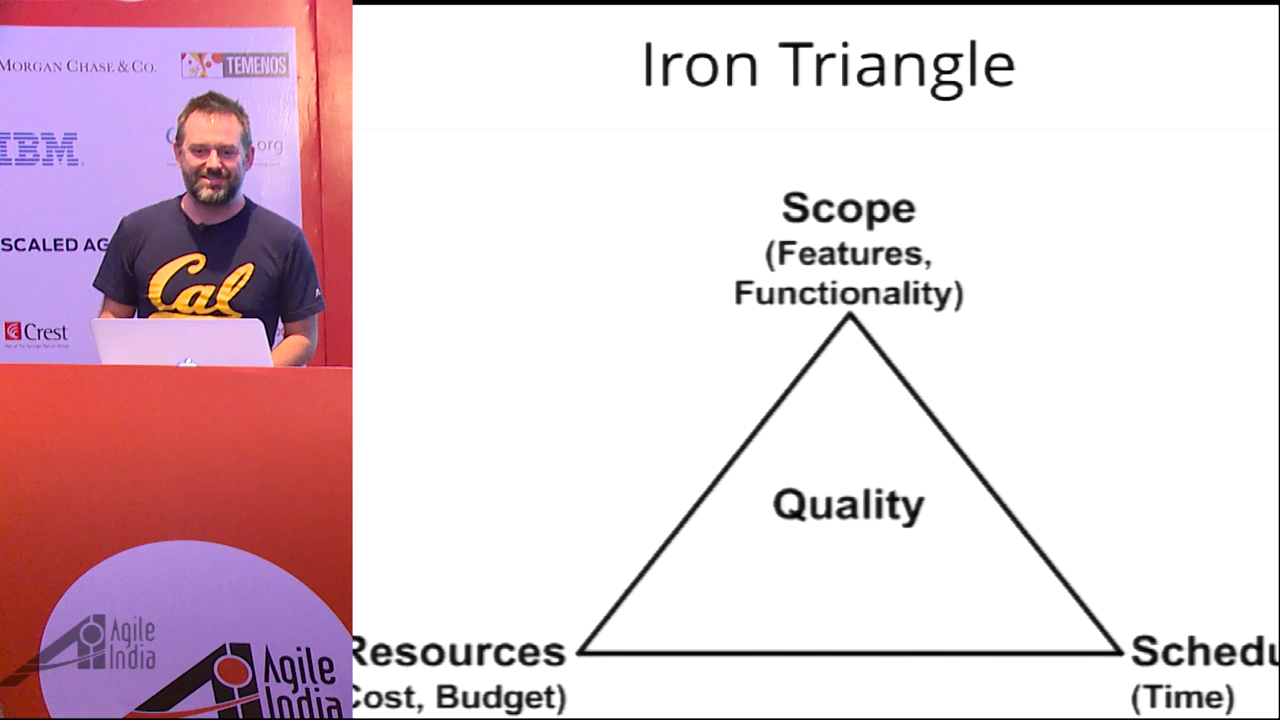 MORGAN CHASE & CO.
TEMENOS
IBM
org
SCALED AG
Crest
Cal
Agile
India
Agile
India
Iron Triangle
Scope
(Features,
Functionality)
Quality
Resources
Cost, Budget)
Schedu
(Time)